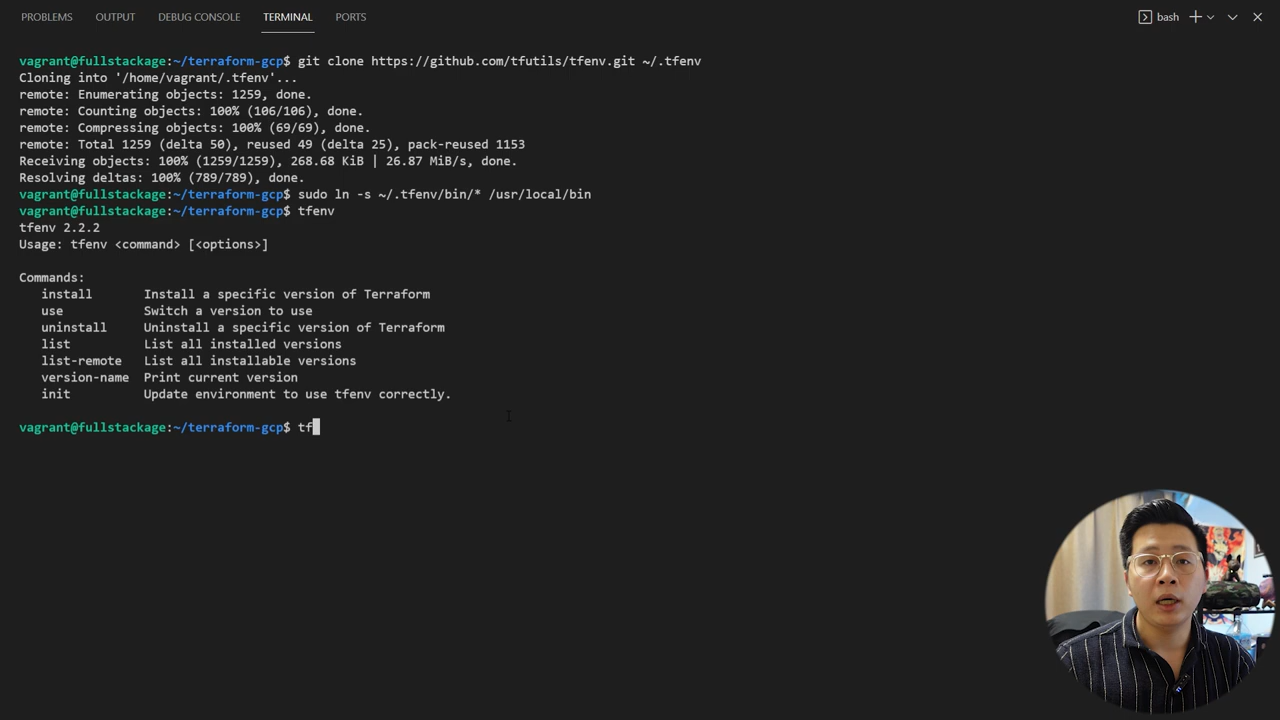 PROBLEMS OUTPUT DEBUG CONSOLE TERMINAL PORTS bash
vagrant@fullstackage:~/terraform-gcp$ git clone https://github.com/tfutils/tfenv.git ~/.tfenv
Cloning into '/home/vagrant/.tfenv'...
remote: Enumerating objects: 1259, done.
remote: Counting objects: 100% (106/106), done.
remote: Compressing objects: 100% (69/69), done.
remote: Total 1259 (delta 50), reused 49 (delta 25), pack-reused 1153
Receiving objects: 100% (1259/1259), 268.68 KiB | 26.87 MiB/s, done.
Resolving deltas: 100% (789/789), done.
vagrant@fullstackage:~/terraform-gcp$ sudo ln -s ~/.tfenv/bin/* /usr/local/bin
vagrant@fullstackage:~/terraform-gcp$ tfenv
tfenv 2.2.2
Usage: tfenv <command> [<options>]
Commands:
install Install a specific version of Terraform
use Switch a version to use
uninstall Uninstall a specific version of Terraform
list List all installed versions
list-remote List all installable versions
version-name Print current version
init Update environment to use tfenv correctly.
vagrant@fullstackage:~/terraform-gcp$ tf